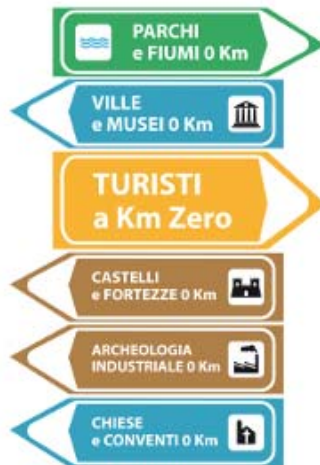 PARCHI
e FIUMI 0 Km
VILLE
e MUSEI 0 Km
TURISTI
a Km Zero
CASTELLI
e FORTEZZE 0 Km
ARCHEOLOGIA
INDUSTRIALE 0 Km
CHIESE
e CONVENTI 0 Km